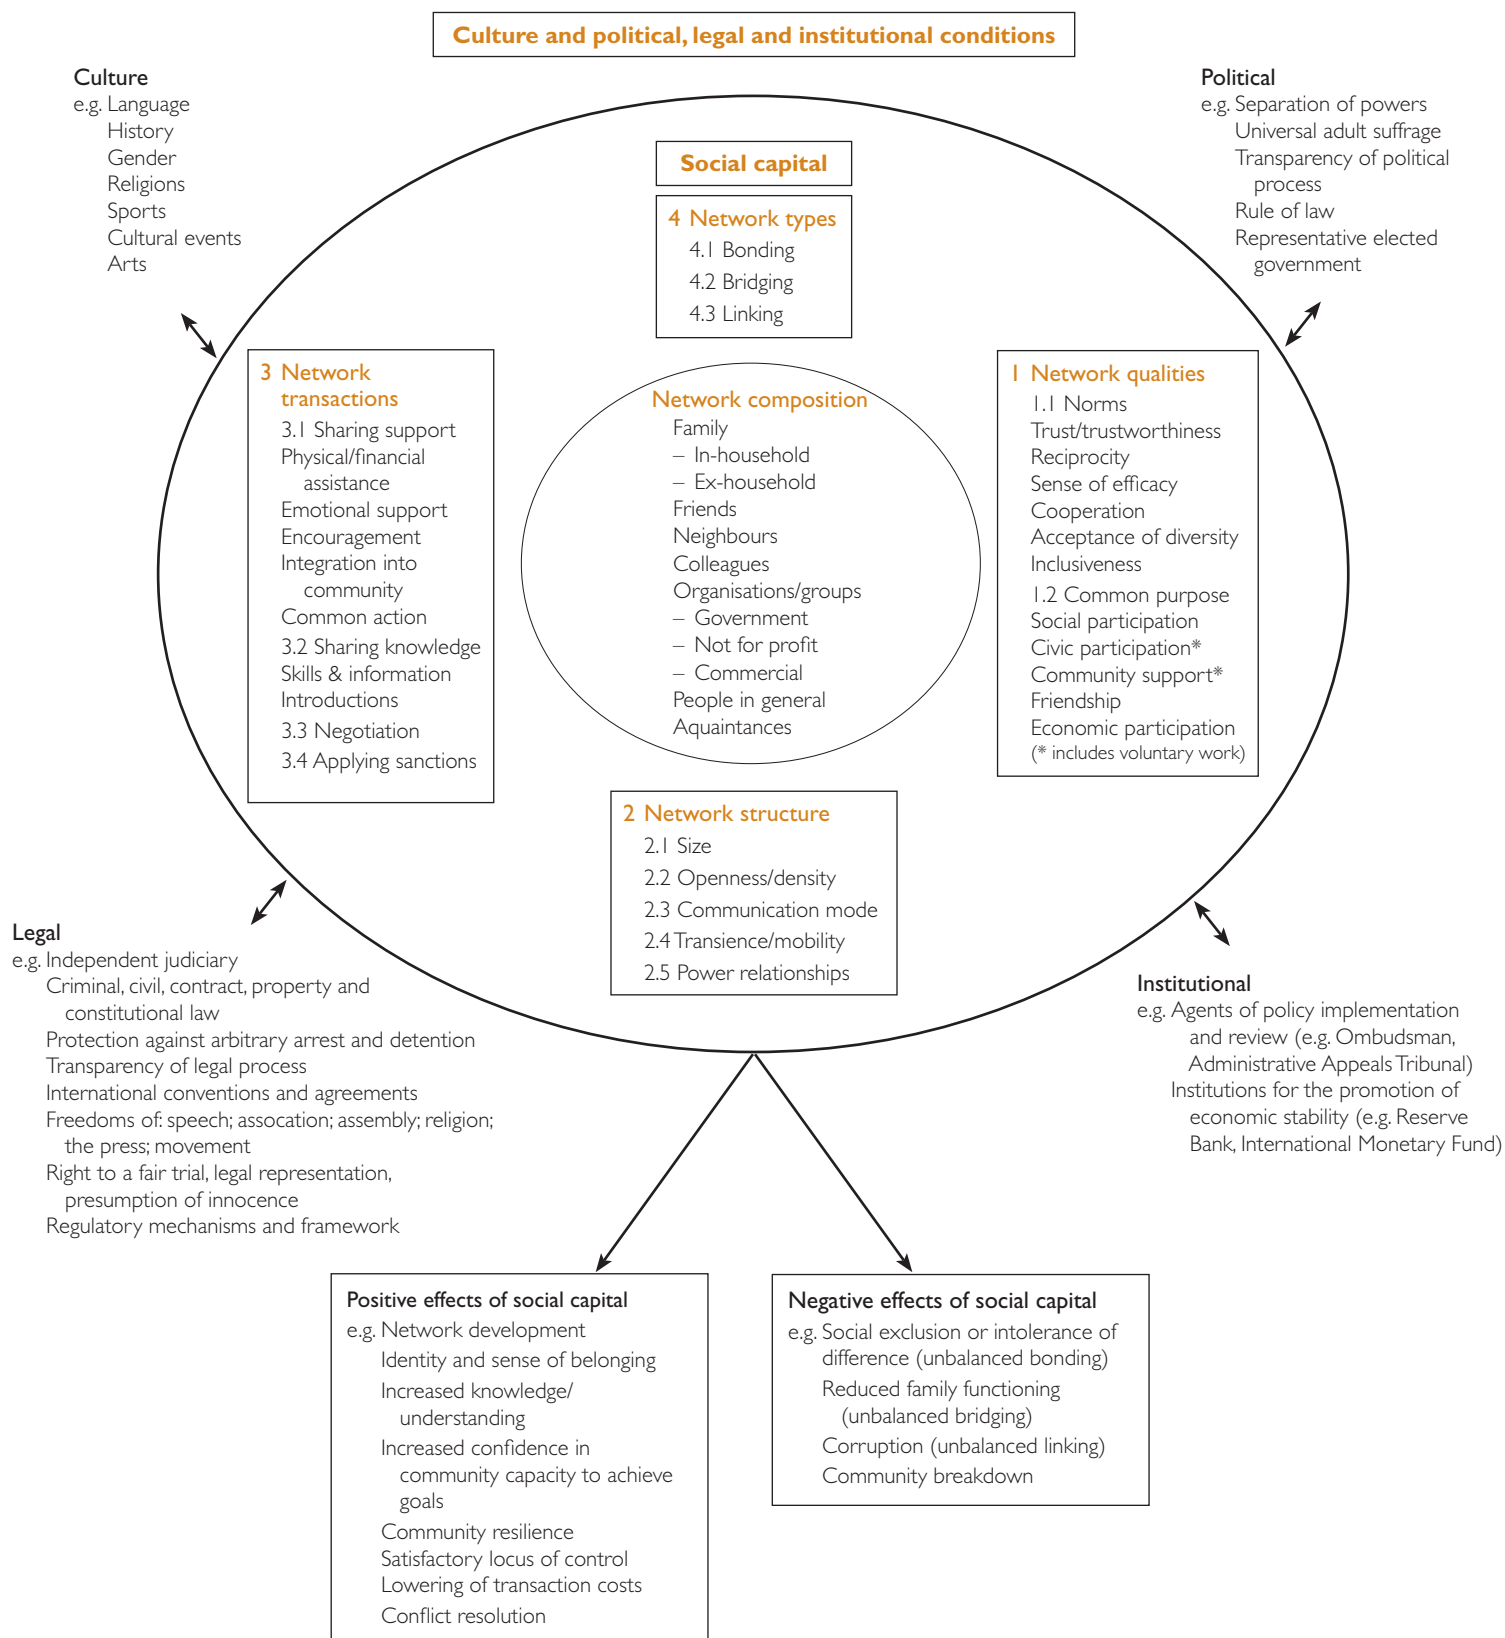 Culture and political, legal and institutional conditions
Culture
e.g. Language
History
Gender
Religions
Sports
Cultural events
Arts
Political
e.g. Separation of powers
Universal adult suffrage
Transparency of political
process
Rule of law
Representative elected
government
Social capital
4 Network types
4.1 Bonding
4.2 Bridging
4.3 Linking
3 Network
transactions
3.1 Sharing support
Physical/financial
assistance
Emotional support
Encouragement
Integration into
community
Common action
3.2 Sharing knowledge
Skills & information
Introductions
3.3 Negotiation
3.4 Applying sanctions
Network composition
Family
– In-household
– Ex-household
Friends
Neighbours
Colleagues
Organisations/groups
– Government
– Not for profit
– Commercial
People in general
Aquaintances
1 Network qualities
1.1 Norms
Trust/trustworthiness
Reciprocity
Sense of efficacy
Cooperation
Acceptance of diversity
Inclusiveness
1.2 Common purpose
Social participation
Civic participation*
Community support*
Friendship
Economic participation
(* includes voluntary work)
2 Network structure
2.1 Size
2.2 Openness/density
2.3 Communication mode
2.4 Transience/mobility
2.5 Power relationships
Legal
e.g. Independent judiciary
Criminal, civil, contract, property and
constitutional law
Protection against arbitrary arrest and detention
Transparency of legal process
International conventions and agreements
Freedoms of: speech; assocation; assembly; religion;
the press; movement
Right to a fair trial, legal representation,
presumption of innocence
Regulatory mechanisms and framework
Institutional
e.g. Agents of policy implementation
and review (e.g. Ombudsman,
Administrative Appeals Tribunal)
Institutions for the promotion of
economic stability (e.g. Reserve
Bank, International Monetary Fund)
Positive effects of social capital
e.g. Network development
Identity and sense of belonging
Increased knowledge/
understanding
Increased confidence in
community capacity to achieve
goals
Community resilience
Satisfactory locus of control
Lowering of transaction costs
Conflict resolution
Negative effects of social capital
e.g. Social exclusion or intolerance of
difference (unbalanced bonding)
Reduced family functioning
(unbalanced bridging)
Corruption (unbalanced linking)
Community breakdown